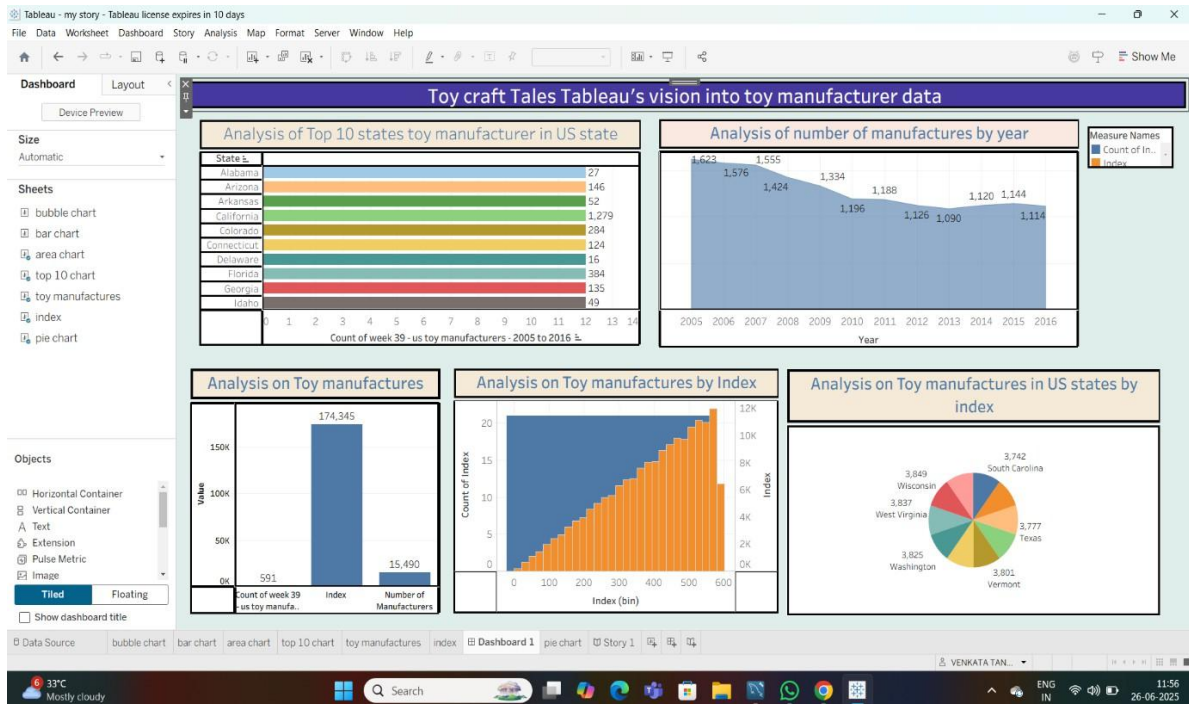 Tableau - my story - Tableau license expires in 10 days
File Data Worksheet Dashboard Story Analysis Map Format Server Window Help
Show Me
Dashboard Layout
Device Preview
Size
Automatic
Sheets
bubble chart
bar chart
area chart
top 10 chart
toy manufactures
index
pie chart
Objects
Horizontal Container
Vertical Container
Text
Extension
Pulse Metric
Image
Tiled Floating
Show dashboard title
Toy craft Tales Tableau's vision into toy manufacturer data
Analysis of Top 10 states toy manufacturer in US state
State
Alabama 27
Arizona 146
Arkansas 52
California 1,279
Colorado 284
Connecticut 124
Delaware 16
Florida 384
Georgia 135
Idaho 49
0 1 2 3 4 5 6 7 8 9 10 11 12 13 14
Count of week 39 - us toy manufacturers - 2005 to 2016
Analysis of number of manufactures by year
1,623 1,576 1,555 1,424 1,334 1,196 1,188 1,126 1,090 1,120 1,144 1,114
2005 2006 2007 2008 2009 2010 2011 2012 2013 2014 2015 2016
Year
Measure Names
Count of In...
Index
Analysis on Toy manufactures
Value
150K
100K
50K
0K
591
174,345
15,490
Count of week 39 - us toy manufa..
Index
Number of Manufacturers
Analysis on Toy manufactures by Index
Count of Index
20
15
10
5
0
12K
10K
8K
6K
4K
2K
0K
Index
0 100 200 300 400 500 600
Index (bin)
Analysis on Toy manufactures in US states by
index
3,742
South Carolina
3,777
Texas
3,801
Vermont
3,825
Washington
3,837
West Virginia
3,849
Wisconsin
Data Source bubble chart bar chart area chart top 10 chart toy manufactures index Dashboard 1 pie chart Story 1
VENKATA TAN...
6
33°C
Mostly cloudy
Search
ENG
IN
11:56
26-06-2025